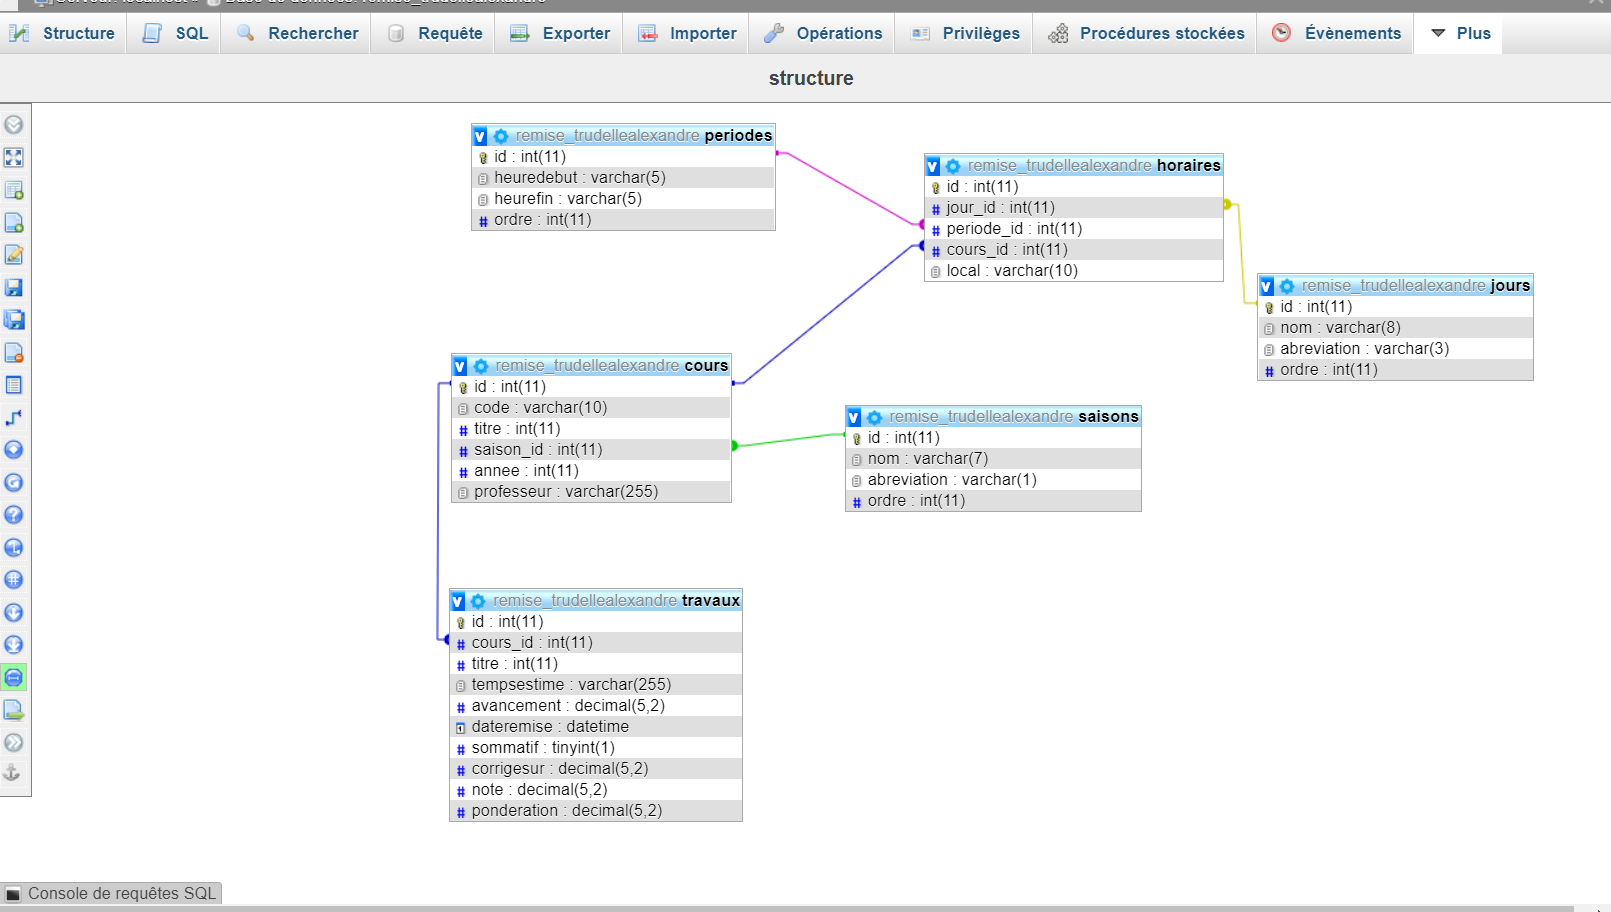 Serveur: localhost » Base de données: remise_trudellealexandre
Structure SQL Rechercher Requête Exporter Importer Opérations Privilèges Procédures stockées Évènements Plus
structure
remise_trudellealexandre periodes
id : int(11)
heuredebut : varchar(5)
heurefin : varchar(5)
ordre : int(11)
remise_trudellealexandre horaires
id : int(11)
jour_id : int(11)
periode_id : int(11)
cours_id : int(11)
local : varchar(10)
remise_trudellealexandre jours
id : int(11)
nom : varchar(8)
abreviation : varchar(3)
ordre : int(11)
remise_trudellealexandre cours
id : int(11)
code : varchar(10)
titre : int(11)
saison_id : int(11)
annee : int(11)
professeur : varchar(255)
remise_trudellealexandre saisons
id : int(11)
nom : varchar(7)
abreviation : varchar(1)
ordre : int(11)
remise_trudellealexandre travaux
id : int(11)
cours_id : int(11)
titre : int(11)
tempsestime : varchar(255)
avancement : decimal(5,2)
dateremise : datetime
sommatif : tinyint(1)
corrigesur : decimal(5,2)
note : decimal(5,2)
ponderation : decimal(5,2)
Console de requêtes SQL